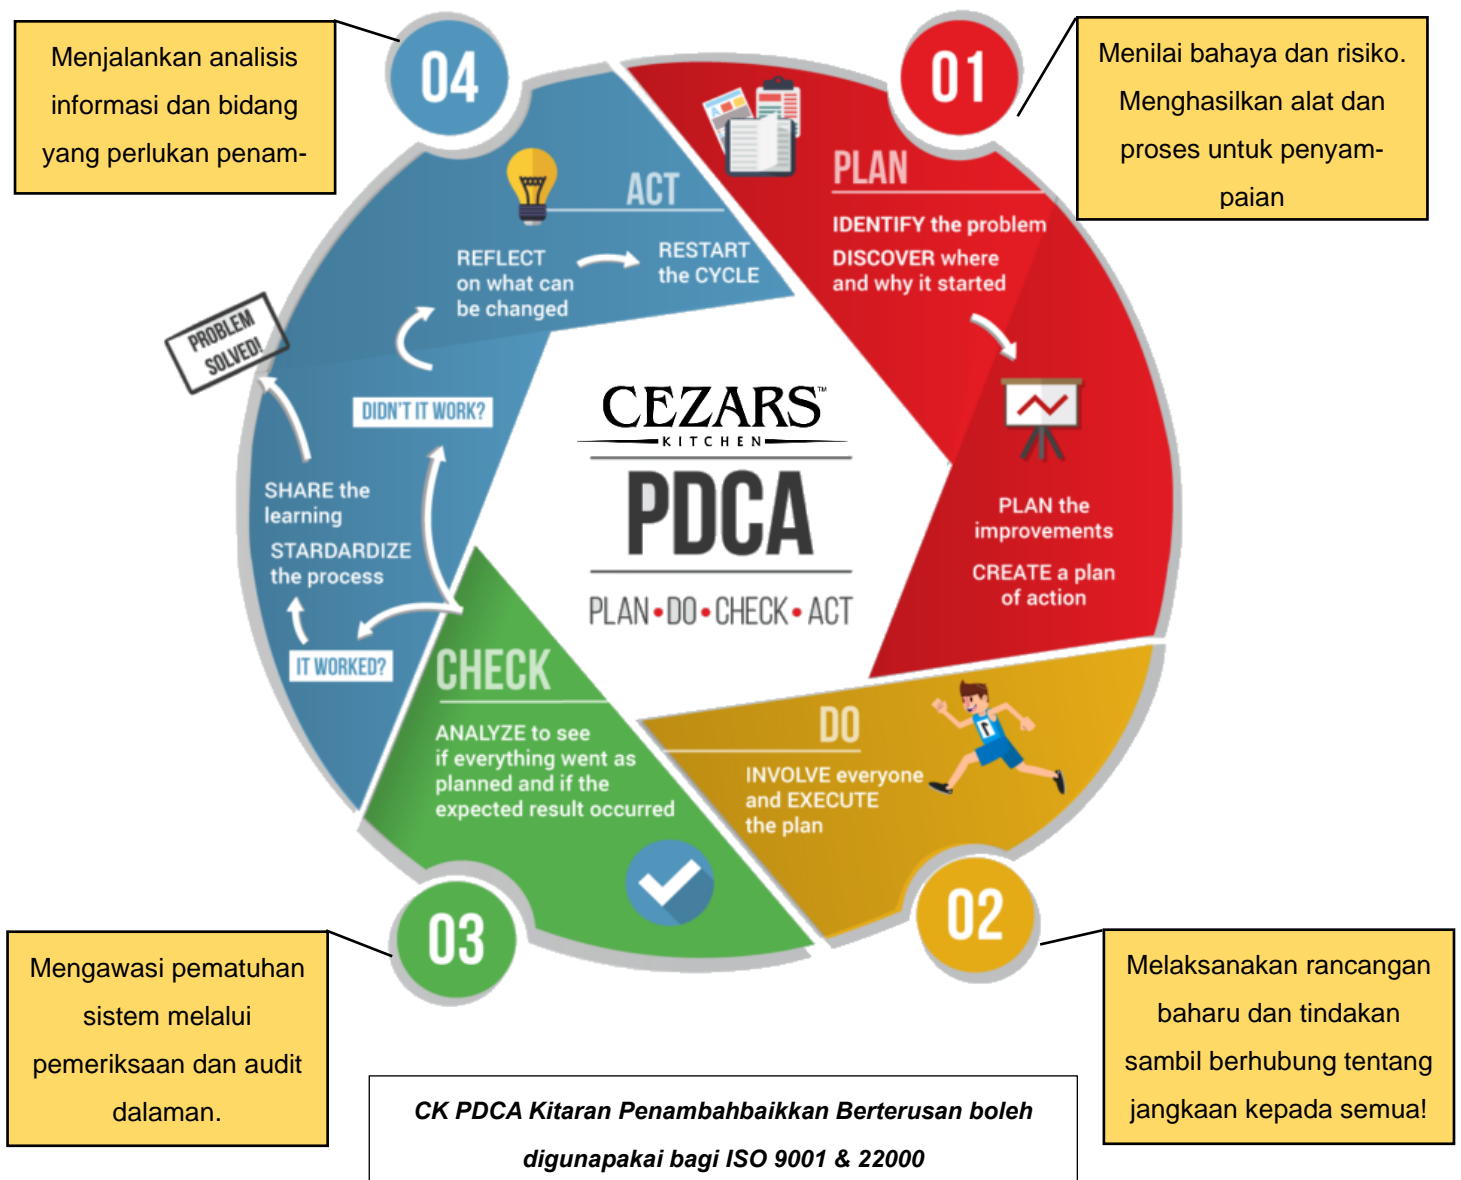 Menjalankan analisis
informasi dan bidang
yang perlukan penam-
04
01
Menilai bahaya dan risiko.
Menghasilkan alat dan
proses untuk penyam-
paian
PLAN
IDENTIFY the problem
DISCOVER where
and why it started
PLAN the
improvements
CREATE a plan
of action
ACT
REFLECT
on what can
be changed
RESTART
the CYCLE
PROBLEM
SOLVED!
DIDN'T IT WORK?
SHARE the
learning
STARDARDIZE
the process
IT WORKED?
CEZARS™
KITCHEN
PDCA
PLAN • DO • CHECK • ACT
CHECK
ANALYZE to see
if everything went as
planned and if the
expected result occurred
DO
INVOLVE everyone
and EXECUTE
the plan
1
03
02
Mengawasi pematuhan
sistem melalui
pemeriksaan dan audit
dalaman.
Melaksanakan rancangan
baharu dan tindakan
sambil berhubung tentang
jangkaan kepada semua!
CK PDCA Kitaran Penambahbaikkan Berterusan boleh
digunapakai bagi ISO 9001 & 22000